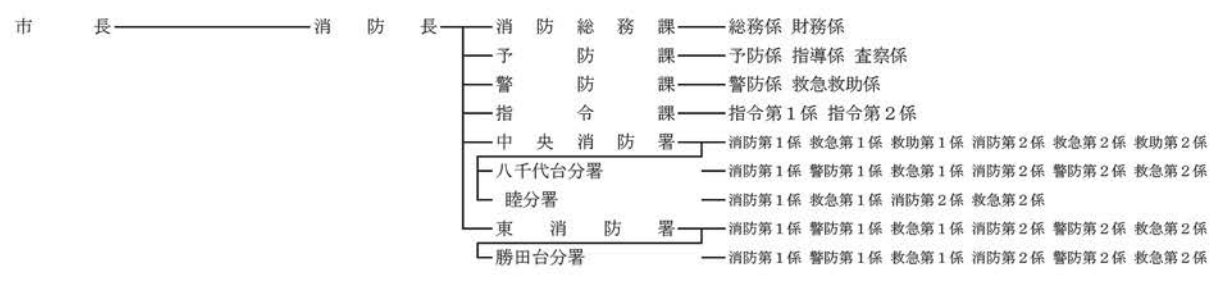 市長 消防長 消防総務課 総務係 財務係
予防課 予防係 指導係 査察係
警防課 警防係 救急救助係
指令課 指令第1係 指令第2係
中央消防署 消防第1係 救急第1係 救助第1係 消防第2係 救急第2係 救助第2係
八千代台分署 消防第1係 警防第1係 救急第1係 消防第2係 警防第2係 救急第2係
睦分署 消防第1係 救急第1係 消防第2係 救急第2係
東消防署 消防第1係 警防第1係 救急第1係 消防第2係 警防第2係 救急第2係
勝田台分署 消防第1係 警防第1係 救急第1係 消防第2係 警防第2係 救急第2係